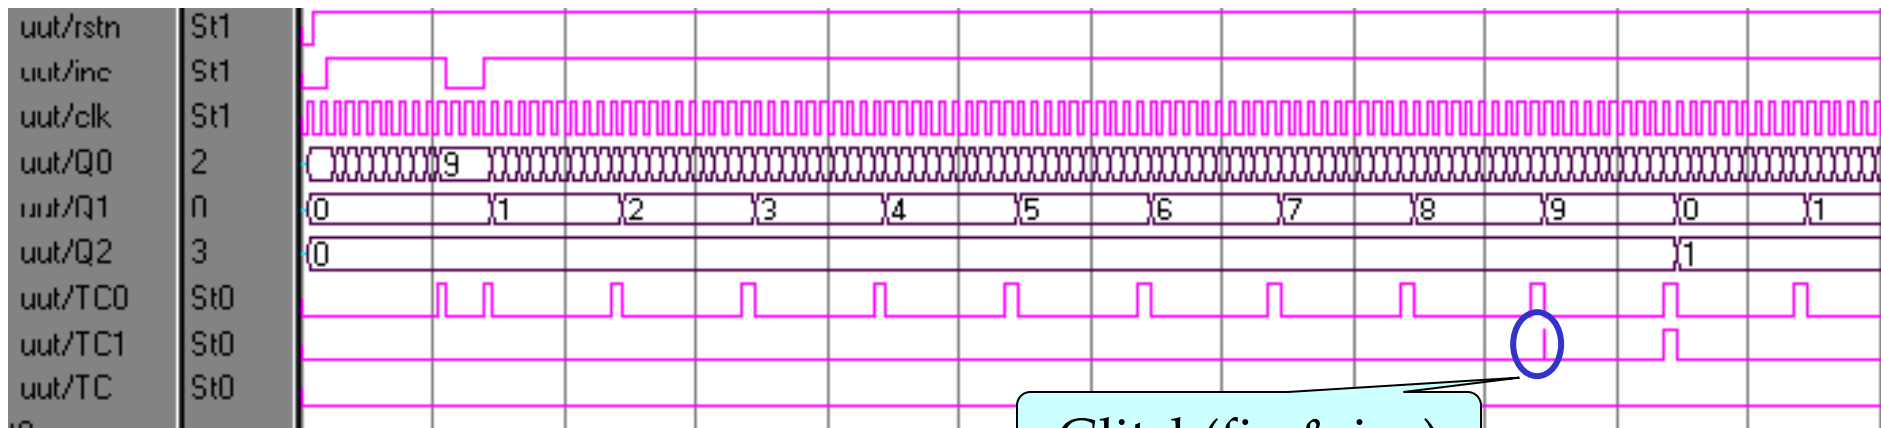 uut/rstn St1
uut/inc St1
uut/clk St1
uut/Q0 2 9
uut/Q1 0 0 1 2 3 4 5 6 7 8 9 0 1
uut/Q2 3 0 1
uut/TC0 St0
uut/TC1 St0
uut/TC St0